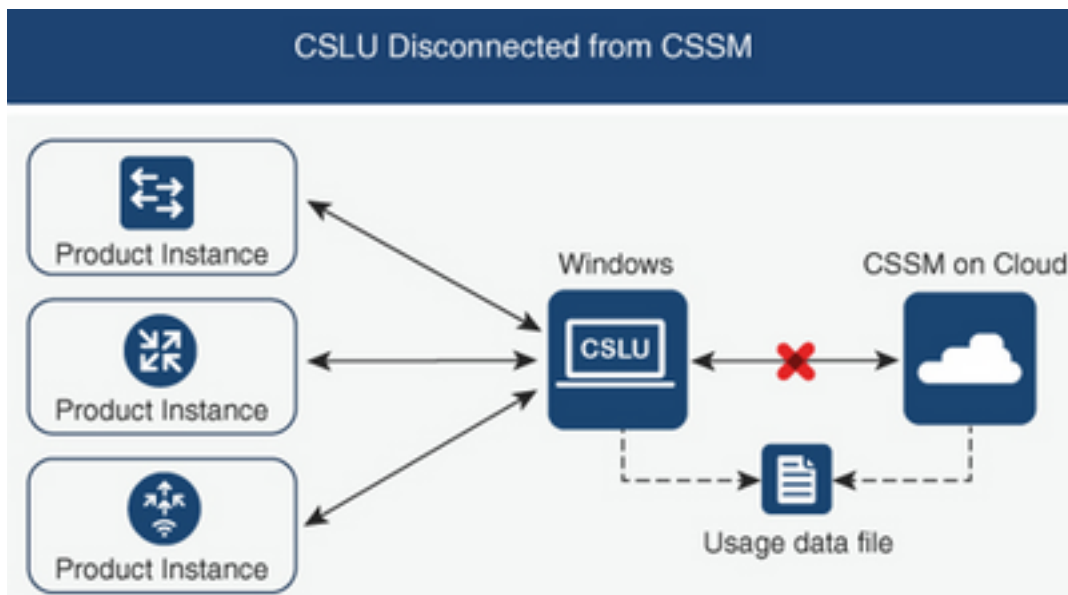 CSLU Disconnected from CSSM
Product Instance
Product Instance
Product Instance
Windows
CSLU
CSSM on Cloud
Usage data file